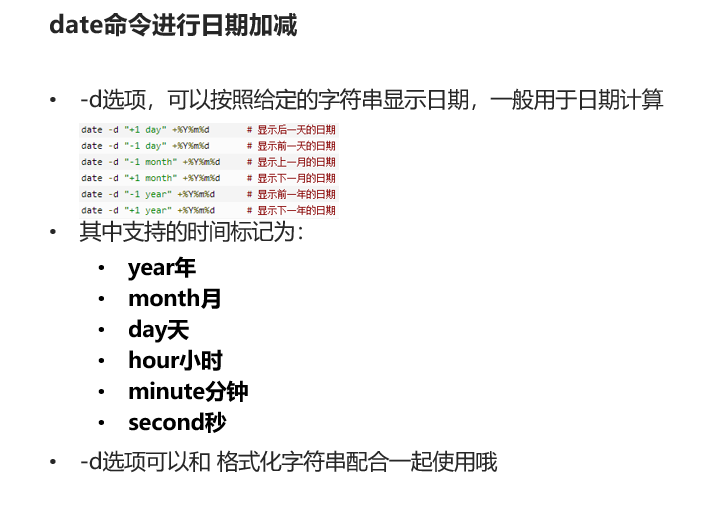 date命令进行日期加减
• -d选项，可以按照给定的字符串显示日期，一般用于日期计算
date -d "+1 day" +%Y%m%d # 显示后一天的日期
date -d "-1 day" +%Y%m%d # 显示前一天的日期
date -d "-1 month" +%Y%m%d # 显示上一月的日期
date -d "+1 month" +%Y%m%d # 显示下一月的日期
date -d "-1 year" +%Y%m%d # 显示前一年的日期
date -d "+1 year" +%Y%m%d # 显示下一年的日期
• 其中支持的时间标记为：
• year年
• month月
• day天
• hour小时
• minute分钟
• second秒
• -d选项可以和 格式化字符串配合一起使用哦